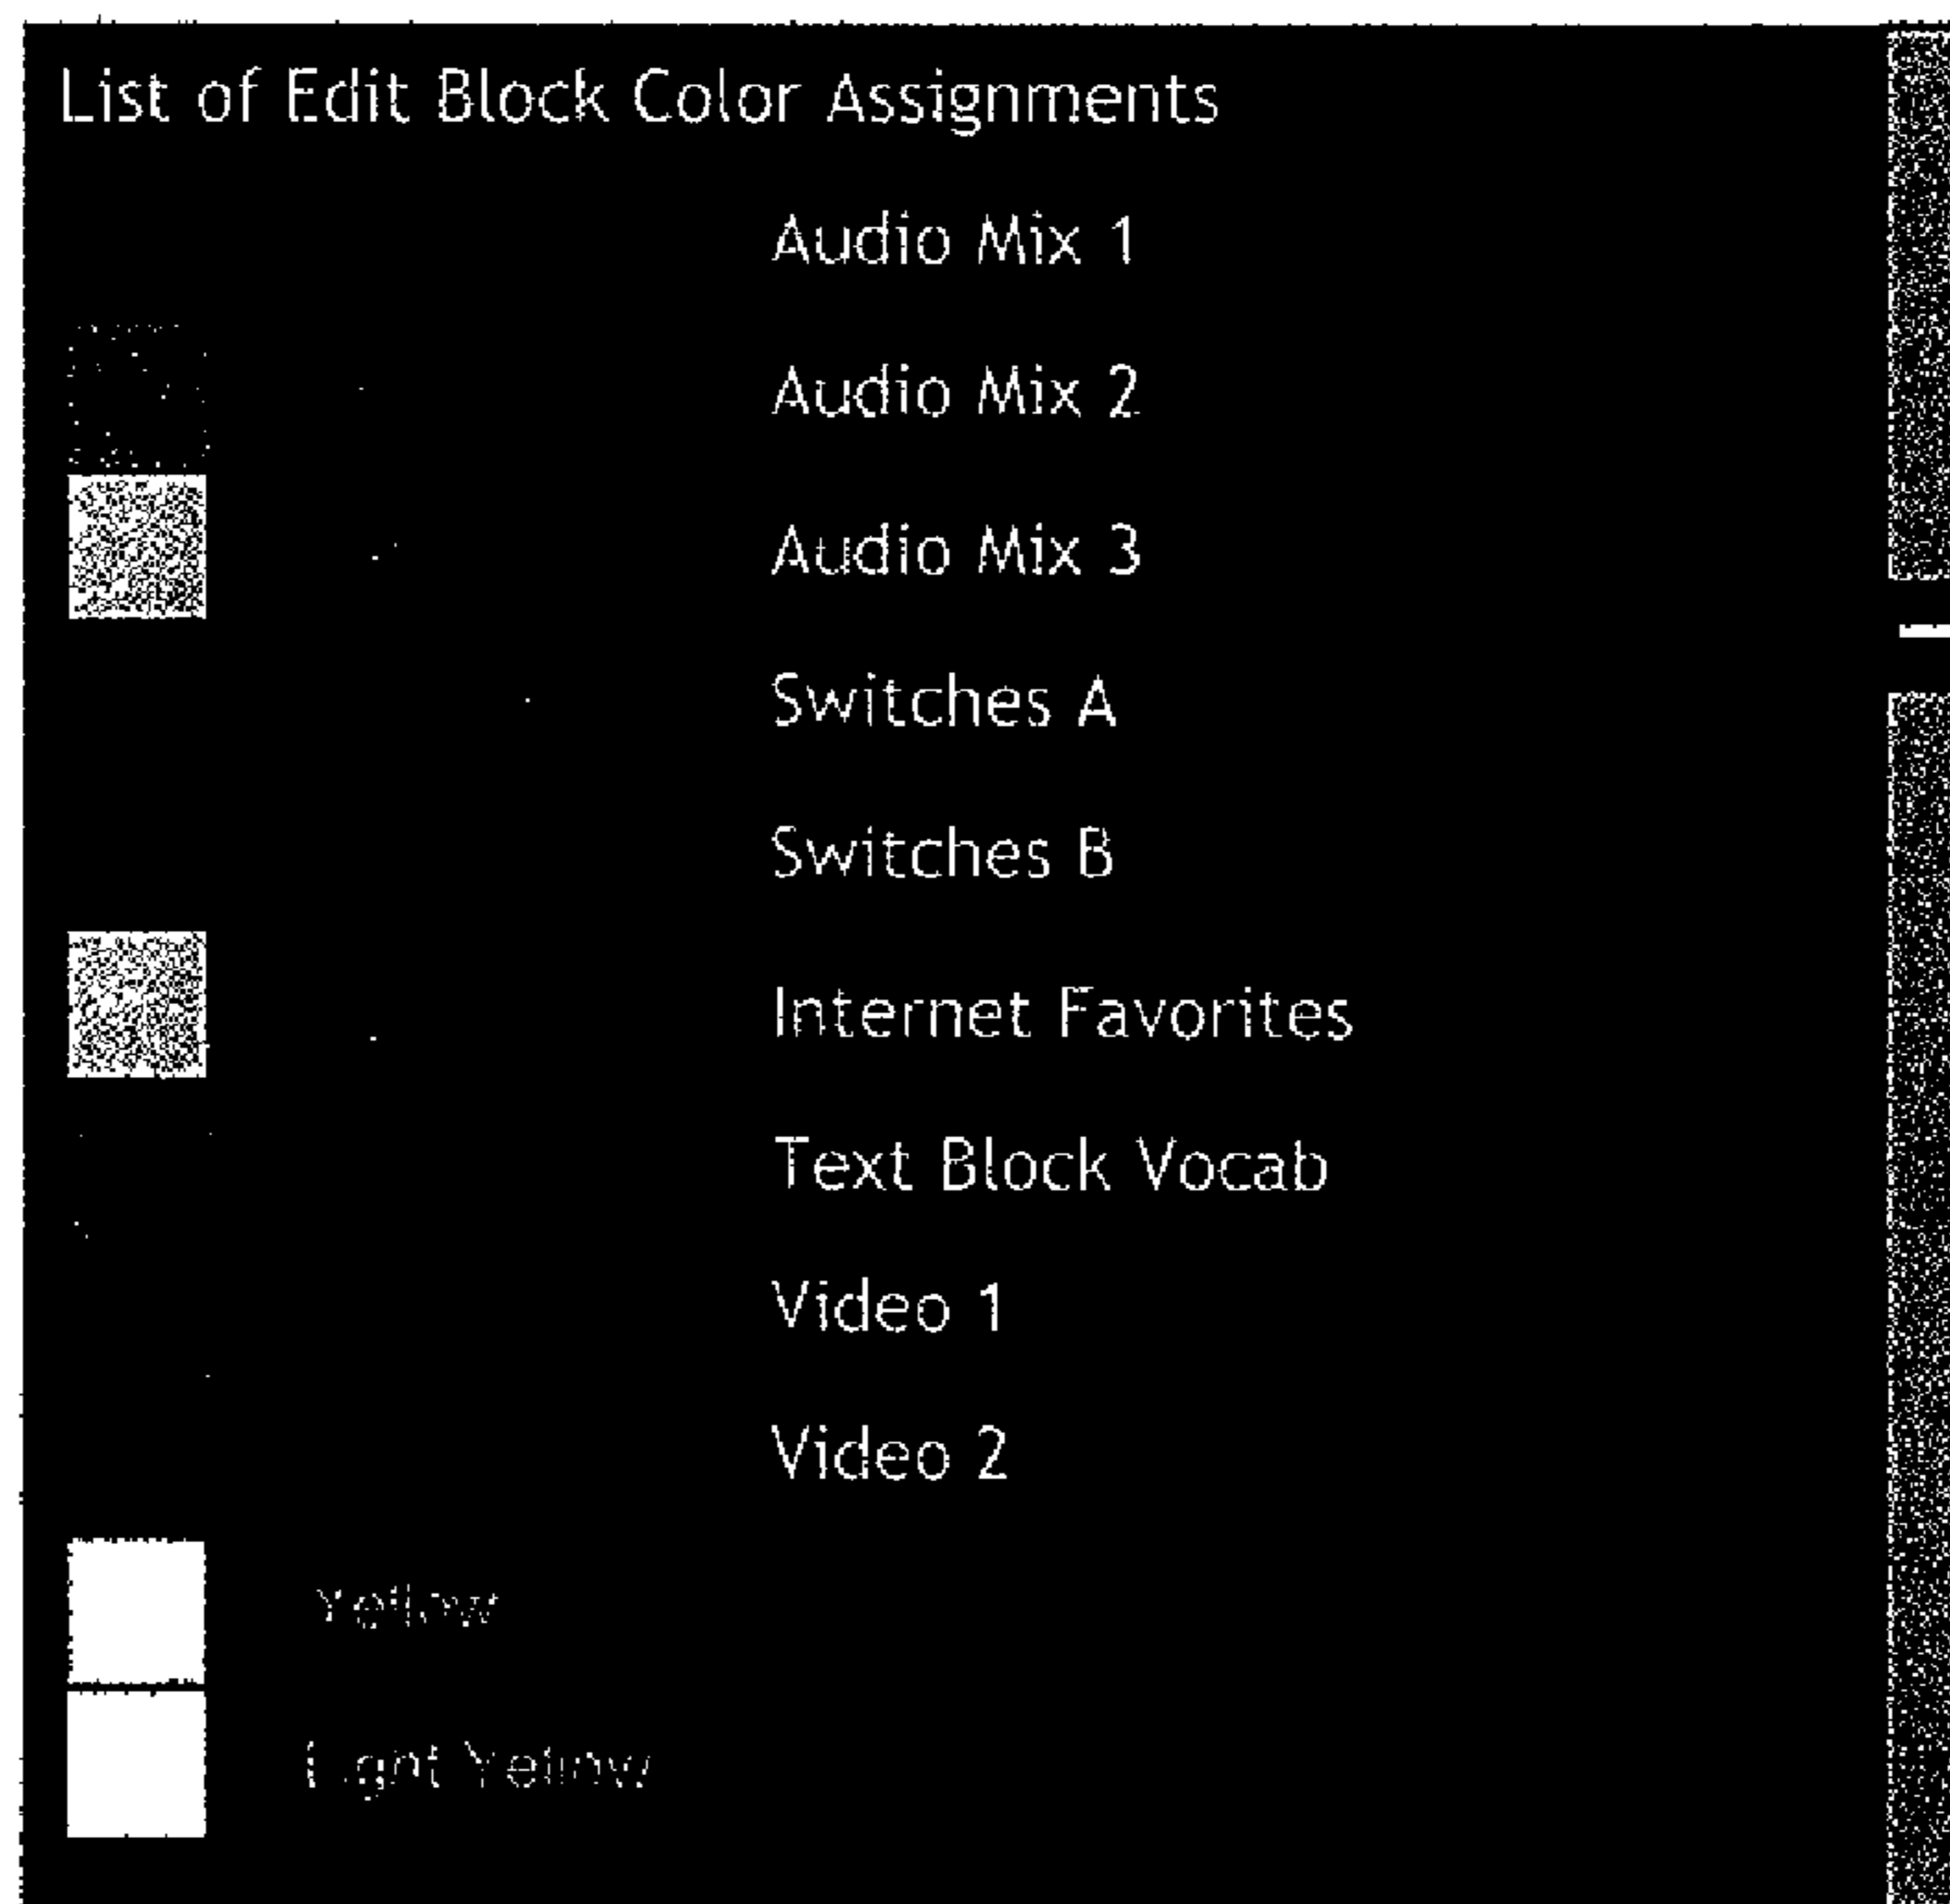 List of Edit Block Color Assignments
Audio Mix 1
Audio Mix 2
Audio Mix 3
Switches A
Switches B
Internet Favorites
Text Block Vocab
Video 1
Video 2
Yellow
Light Yellow